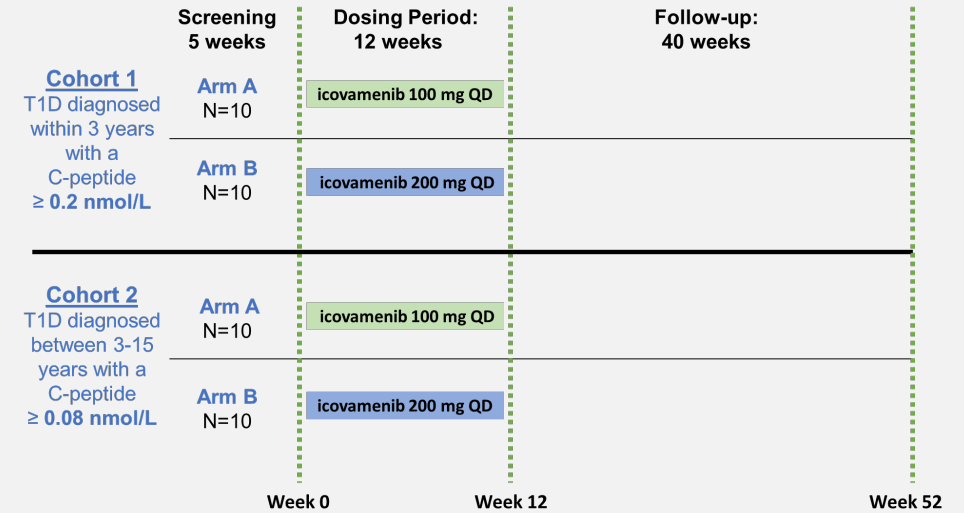 Screening
5 weeks
Dosing Period:
12 weeks
Follow-up:
40 weeks
Cohort 1
T1D diagnosed
within 3 years
with a
C-peptide
≥ 0.2 nmol/L
Arm A
N=10
icovamenib 100 mg QD
Arm B
N=10
icovamenib 200 mg QD
Cohort 2
T1D diagnosed
between 3-15
years with a
C-peptide
≥ 0.08 nmol/L
Arm A
N=10
icovamenib 100 mg QD
Arm B
N=10
icovamenib 200 mg QD
Week 0
Week 12
Week 52